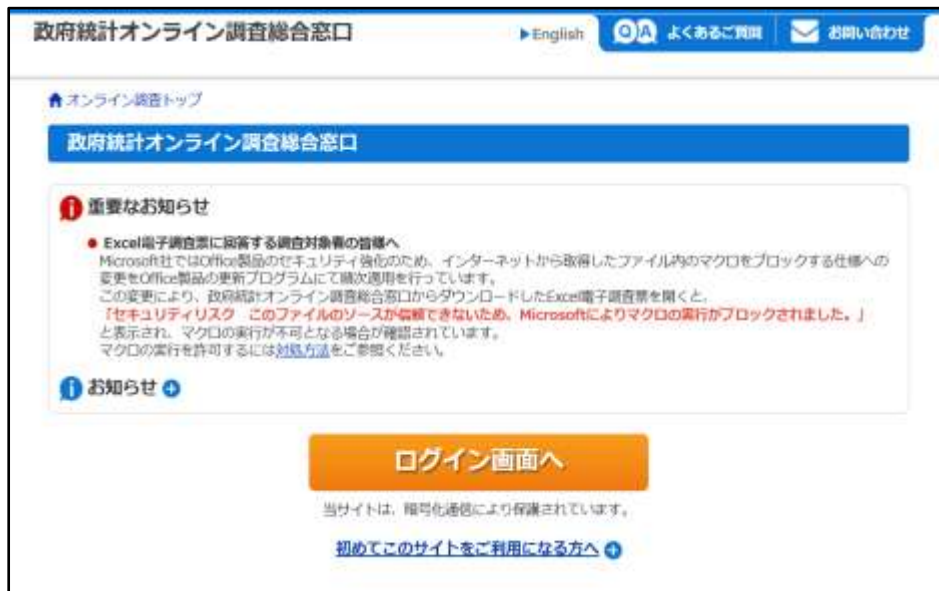 政府統計オンライン調査総合窓口
▶English
QA よくあるご質問
お問い合わせ
オンライン調査トップ
政府統計オンライン調査総合窓口
重要なお知らせ
● Excel電子調査票に回答する調査対象者の皆様へ
Microsoft社ではOffice製品のセキュリティ強化のため、インターネットから取得したファイル内のマクロをブロックする仕様への
変更をOffice製品の更新プログラムにて順次適用を行っています。
この変更により、政府統計オンライン調査総合窓口からダウンロードしたExcel電子調査票を開くと、
「セキュリティリスク このファイルのソースが信頼できないため、Microsoftによりマクロの実行がブロックされました。」
と表示され、マクロの実行が不可となる場合が確認されています。
マクロの実行を許可するには対処方法をご参照ください。
お知らせ
ログイン画面へ
当サイトは、暗号化通信により保護されています。
初めてこのサイトをご利用になる方へ